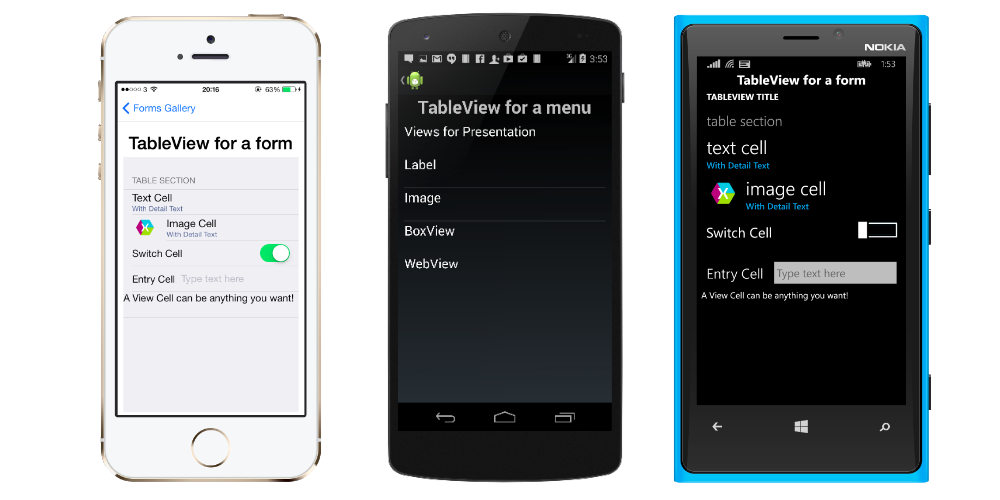 3 20:16 63%
Forms Gallery
TableView for a form
TABLE SECTION
Text Cell
With Detail Text
Image Cell
With Detail Text
Switch Cell
Entry Cell Type text here
A View Cell can be anything you want!
3:53
TableView for a menu
Views for Presentation
Label
Image
BoxView
WebView
NOKIA
1:53
TableView for a form
TABLEVIEW TITLE
table section
text cell
With Detail Text
image cell
With Detail Text
Switch Cell
Entry Cell Type text here
A View Cell can be anything you want!